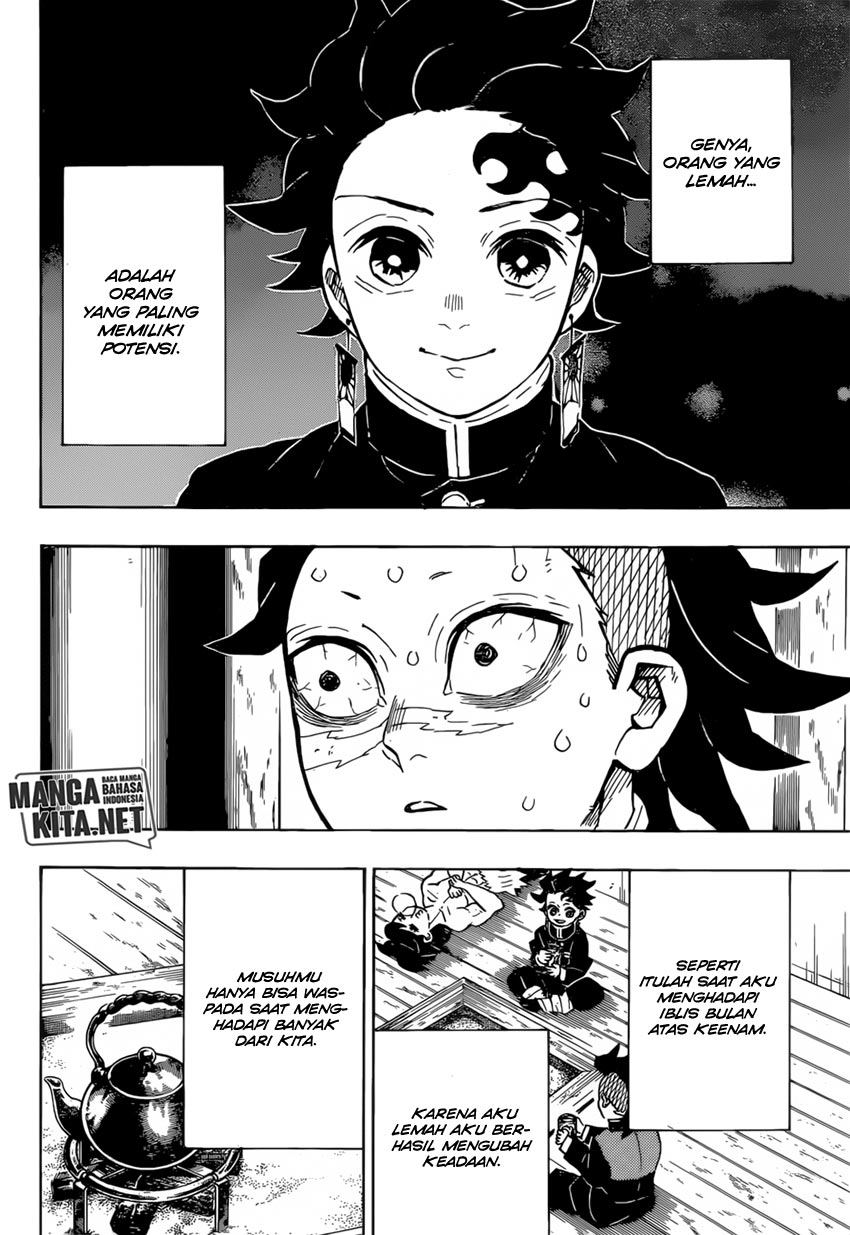 GENYA,
ORANG YANG
LEMAH...
ADALAH
ORANG
YANG PALING
MEMILIKI
POTENSI.
MANGA
KITA.NET
BACA MANGA
BAHASA
INDONESIA
SEPERTI
ITULAH SAAT AKU
MENGHADAPI
IBLIS BULAN
ATAS KEENAM.
KARENA AKU
LEMAH AKU BER-
HASIL MENGUBAH
KEADAAN.
MUSUHMU
HANYA BISA WAS-
PADA SAAT MENG-
HADAPI BANYAK
DARI KITA.